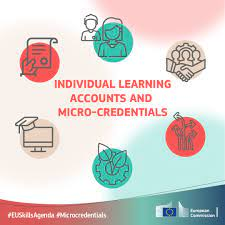 INDIVIDUAL LEARNING
ACCOUNTS AND
MICRO-CREDENTIALS
#EUSkillsAgenda #Microcredentials
European
Commission